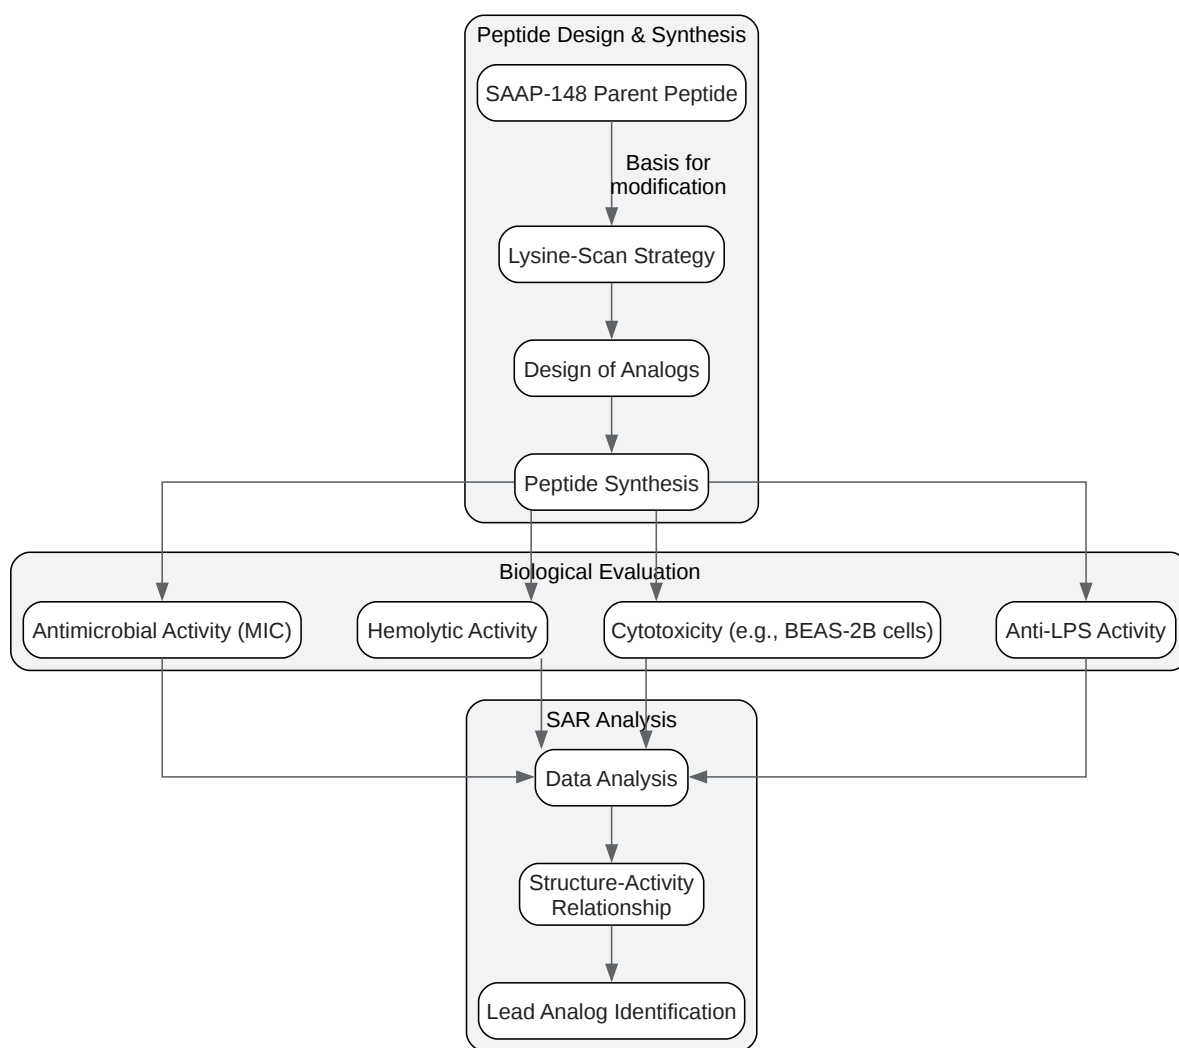 Peptide Design & Synthesis
SAAP-148 Parent Peptide
Basis for
modification
Lysine-Scan Strategy
Design of Analogs
Peptide Synthesis
Biological Evaluation
Antimicrobial Activity (MIC)
Hemolytic Activity
Cytotoxicity (e.g., BEAS-2B cells)
Anti-LPS Activity
SAR Analysis
Data Analysis
Structure-Activity
Relationship
Lead Analog Identification